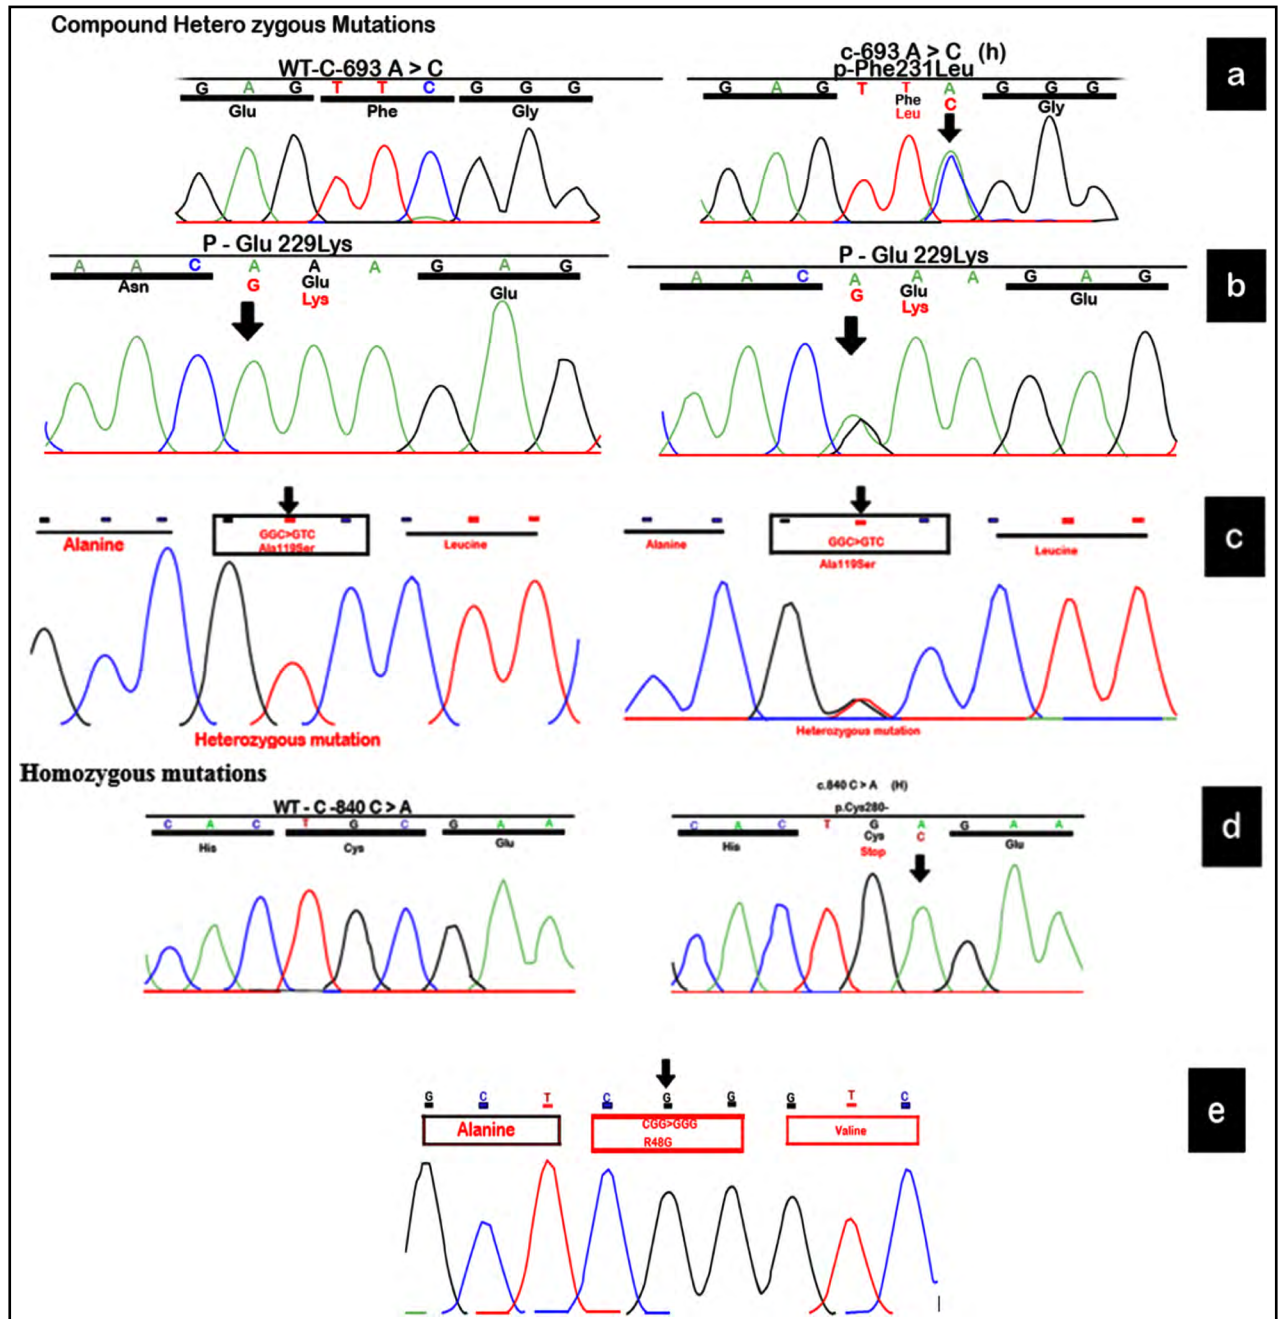 Compound Hetero zygous Mutations
WT-C-693 A > C
G A G T T C G G G
Glu Phe Gly
c-693 A > C (h)
p-Phe231Leu
G A G T T A G G G
Phe C Gly
Leu
a
P - Glu 229Lys
A A C A A A G A G
Asn G Glu Glu
Lys
P - Glu 229Lys
A A C A A A G A G
G Glu Glu
Lys
b
GGC>GTC
Alanine Ala119Ser Leucine
Heterozygous mutation
GGC>GTC
Alanine Leucine
Ala119Ser
Heterozygous mutation
c
Homozygous mutations
WT - C -840 C > A
C A C T G C G A A
His Cys Glu
c.840 C > A (H)
p.Cys280-
C A C T G A G A A
His Cys C Glu
Stop
d
G C T C G G G T C
Alanine CGG>GGG Valine
R48G
e